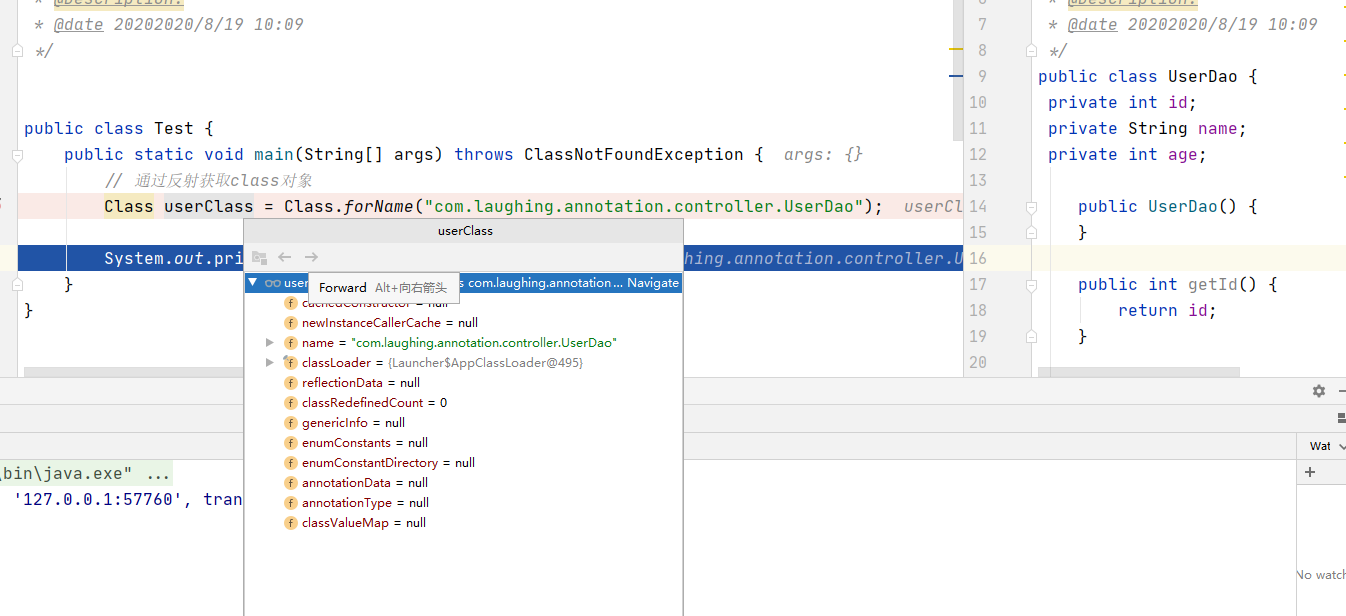 * @Description:
* @date 20202020/8/19 10:09
*/
public class Test {
public static void main(String[] args) throws ClassNotFoundException { args: {}
// 通过反射获取class对象
Class userClass = Class.forName("com.laughing.annotation.controller.UserDao"); userCl
System.out.pri
hing.annotation.controller.U
}
}
userClass
user
s com.laughing.annotation ... Navigate
Forward Alt+向右箭头
cachedConstructor = null
newInstanceCallerCache = null
name = "com.laughing.annotation.controller.UserDao"
classLoader = {Launcher$AppClassLoader@495}
reflectionData = null
classRedefinedCount = 0
genericInfo = null
enumConstants = null
enumConstantDirectory = null
annotationData = null
annotationType = null
classValueMap = null
\bin\java.exe" ...
'127.0.0.1:57760', tran
* @Description:
7 * @date 20202020/8/19 10:09
8 */
9 public class UserDao {
10 private int id;
11 private String name;
12 private int age;
13
14 public UserDao() {
15 }
16
17 public int getId() {
18 return id;
19 }
20
Wat
+
No watch